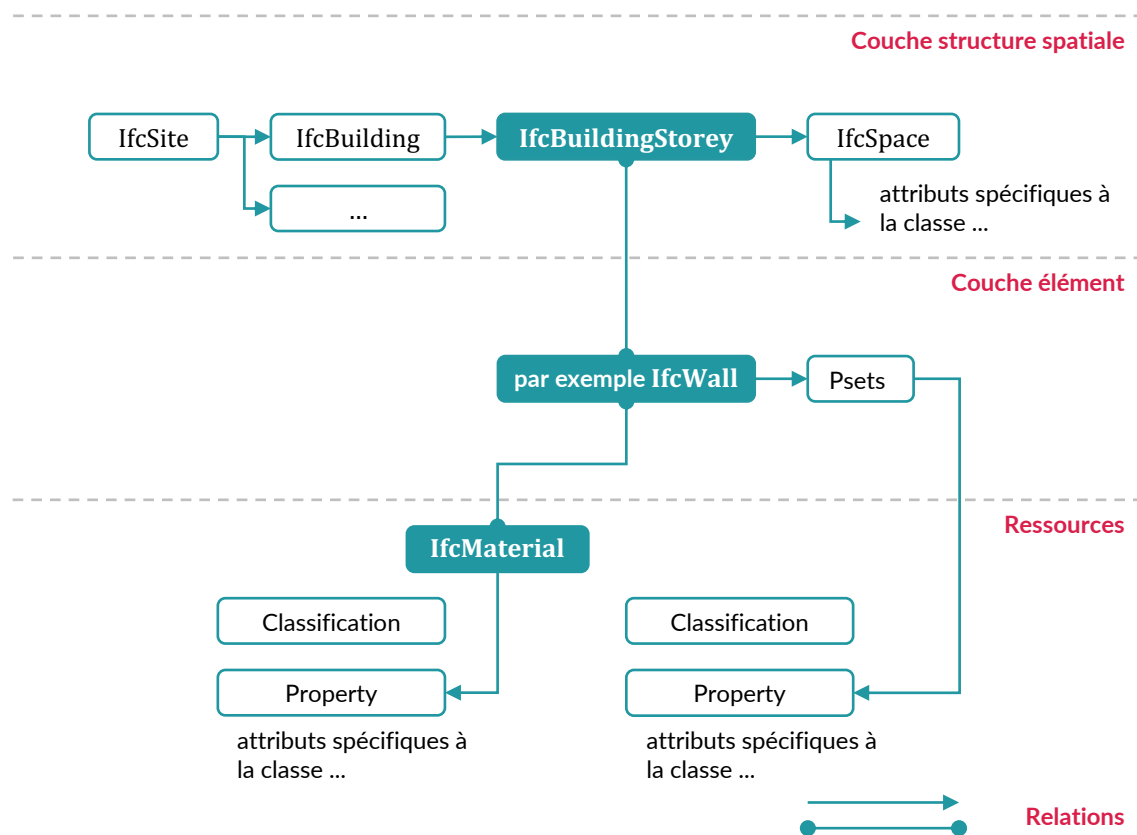 Couche structure spatiale
IfcSite
IfcBuilding
IfcBuildingStorey
IfcSpace
...
attributs spécifiques à
la classe ...
Couche élément
par exemple IfcWall
Psets
Ressources
IfcMaterial
Classification
Classification
Property
Property
attributs spécifiques à
la classe ...
attributs spécifiques à
la classe ...
Relations